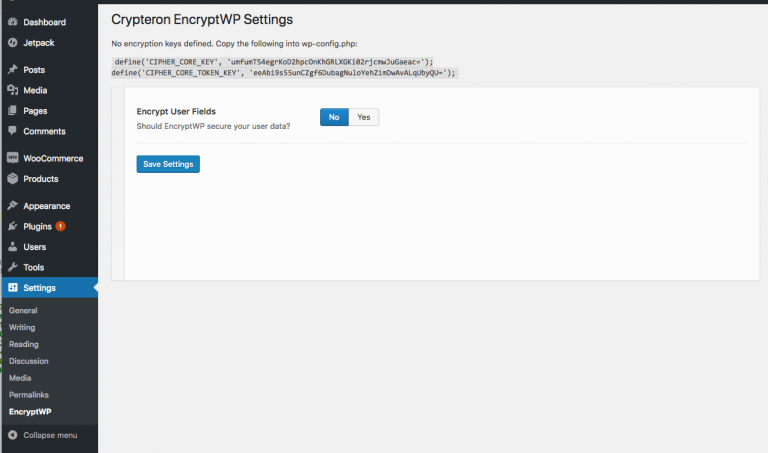 Dashboard
Jetpack
Posts
Media
Pages
Comments
WooCommerce
Products
Appearance
Plugins 1
Users
Tools
Settings
General
Writing
Reading
Discussion
Media
Permalinks
EncryptWP
Collapse menu
Crypteron EncryptWP Settings
No encryption keys defined. Copy the following into wp-config.php:
define('CIPHER_CORE_KEY', 'umfumTS4egrKoD2hpcOnKhGRLXGKi02rjcmwJuGaeac=');
define('CIPHER_CORE_TOKEN_KEY', 'eeAbi9s55unCZgf6DubagNuloYehZimDwAvALqUbyQU=');
Encrypt User Fields
Should EncryptWP secure your user data?
No Yes
Save Settings